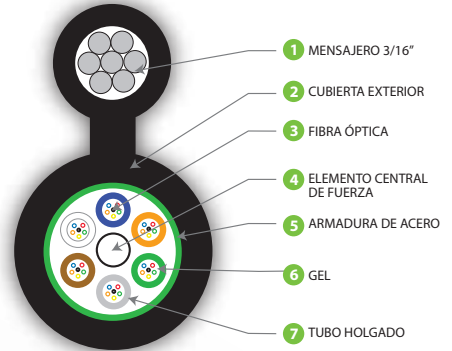 1 MENSAJERO 3/16”
2 CUBIERTA EXTERIOR
3 FIBRA ÓPTICA
4 ELEMENTO CENTRAL
DE FUERZA
5 ARMADURA DE ACERO
6 GEL
7 TUBO HOLGADO